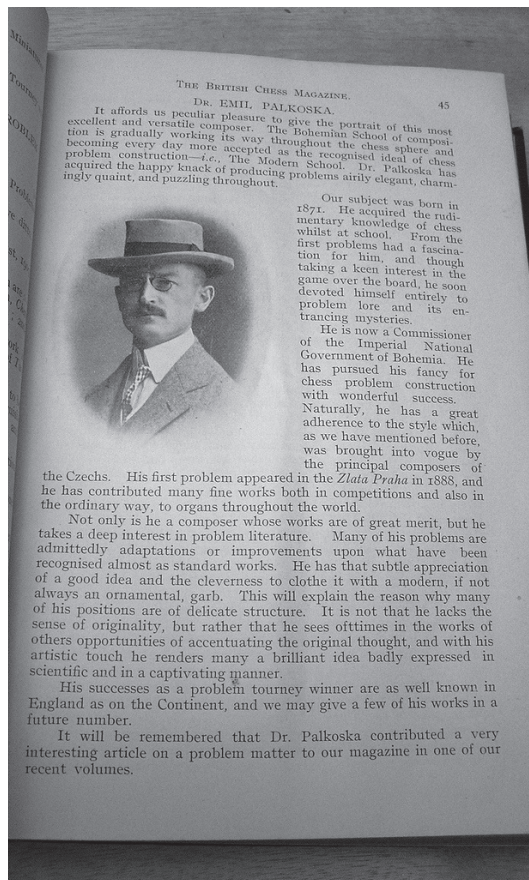 Miniatur
Tourney
THE BRITISH CHESS MAGAZINE. 45
DR. EMIL PALKOSKA.
It affords us peculiar pleasure to give the portrait of this most
excellent and versatile composer. The Bohemian School of composi-
tion is gradually working its way throughout the chess sphere and
becoming every day more accepted as the recognised ideal of chess
problem construction—i.e., The Modern School. Dr. Palkoska has
acquired the happy knack of producing problems airily elegant, charm-
ingly quaint, and puzzling throughout.
Our subject was born in
1871. He acquired the rudi-
mentary knowledge of chess
whilst at school. From the
first problems had a fascina-
tion for him, and though
taking a keen interest in the
game over the board, he soon
devoted himself entirely to
problem lore and its en-
trancing mysteries.
He is now a Commissioner
of the Imperial National
Government of Bohemia. He
has pursued his fancy for
chess problem construction
with wonderful success.
Naturally, he has a great
adherence to the style which,
as we have mentioned before,
was brought into vogue by
the principal composers of
the Czechs. His first problem appeared in the Zlata Praha in 1888, and
he has contributed many fine works both in competitions and also in
the ordinary way, to organs throughout the world.
Not only is he a composer whose works are of great merit, but he
takes a deep interest in problem literature. Many of his problems are
admittedly adaptations or improvements upon what have been
recognised almost as standard works. He has that subtle appreciation
of a good idea and the cleverness to clothe it with a modern, if not
always an ornamental, garb. This will explain the reason why many
of his positions are of delicate structure. It is not that he lacks the
sense of originality, but rather that he sees ofttimes in the works of
others opportunities of accentuating the original thought, and with his
artistic touch he renders many a brilliant idea badly expressed in
scientific and in a captivating manner.
His successes as a problem tourney winner are as well known in
England as on the Continent, and we may give a few of his works in a
future number.
It will be remembered that Dr. Palkoska contributed a very
interesting article on a problem matter to our magazine in one of our
recent volumes.